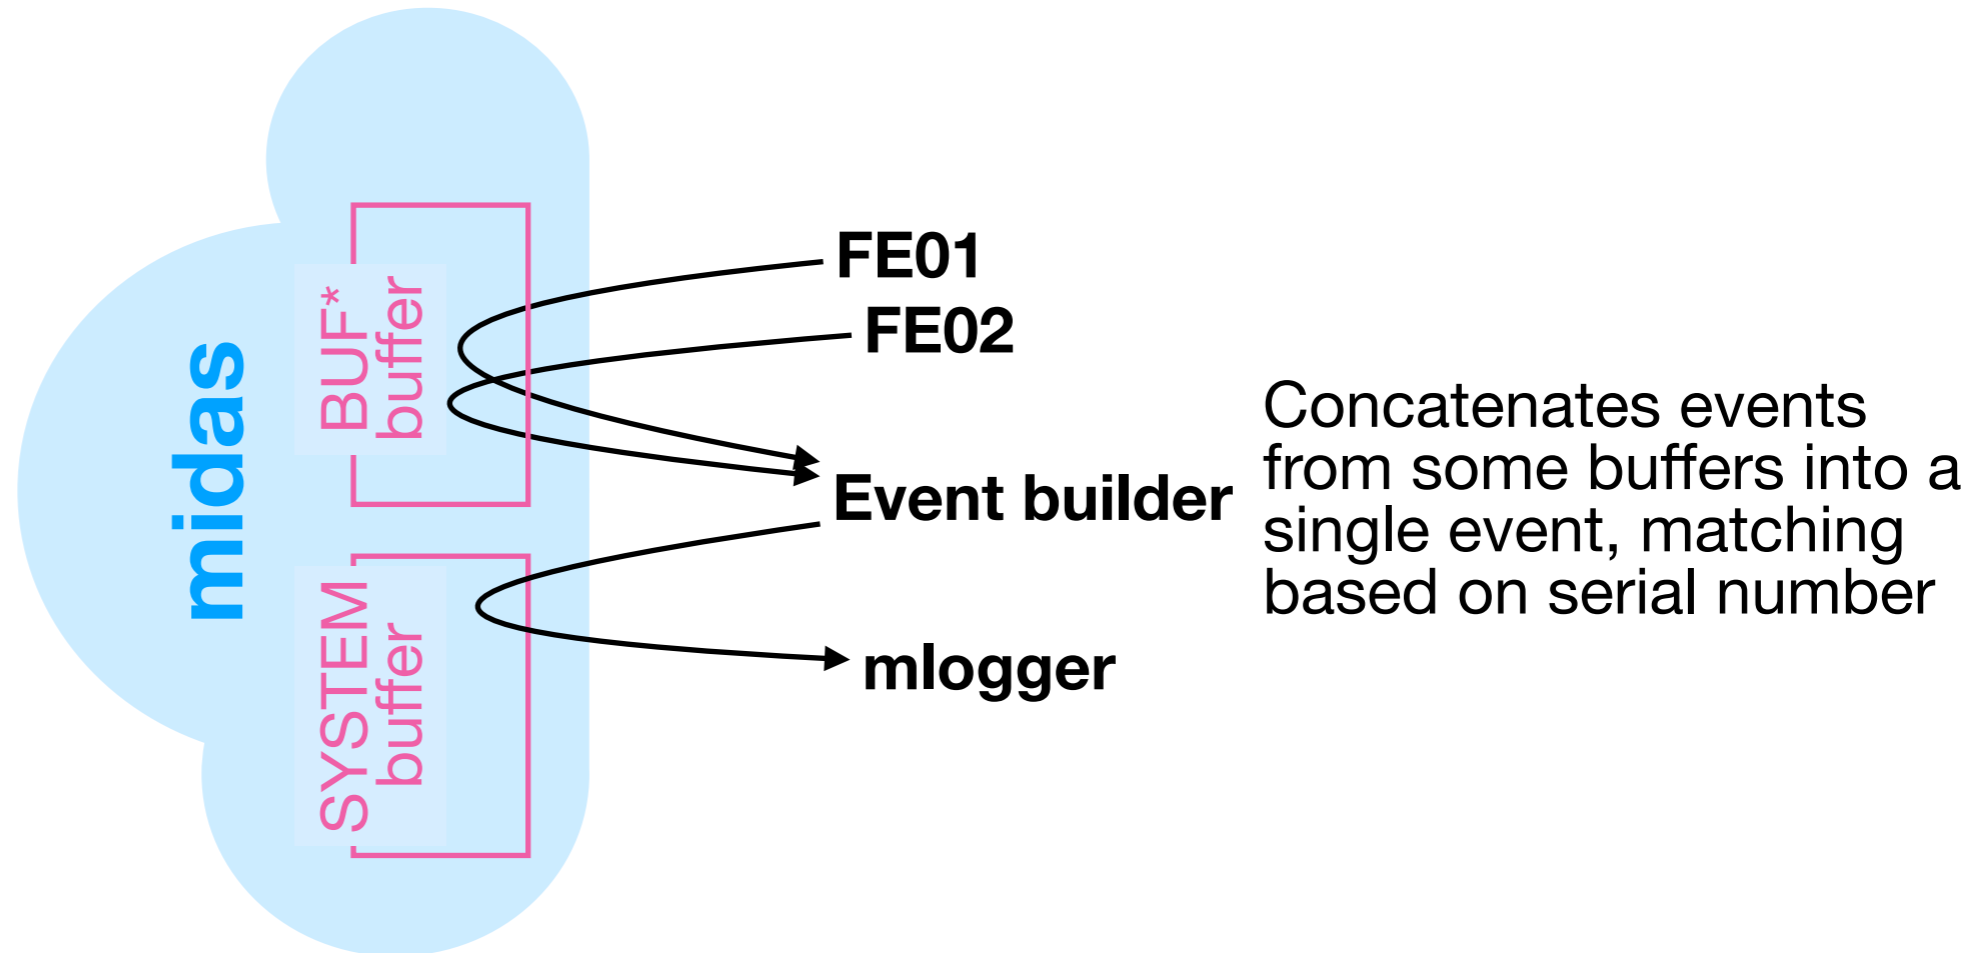 midas
BUF*
buffer
SYSTEM
buffer
FE01
FE02
Event builder
mlogger
Concatenates events
from some buffers into a
single event, matching
based on serial number